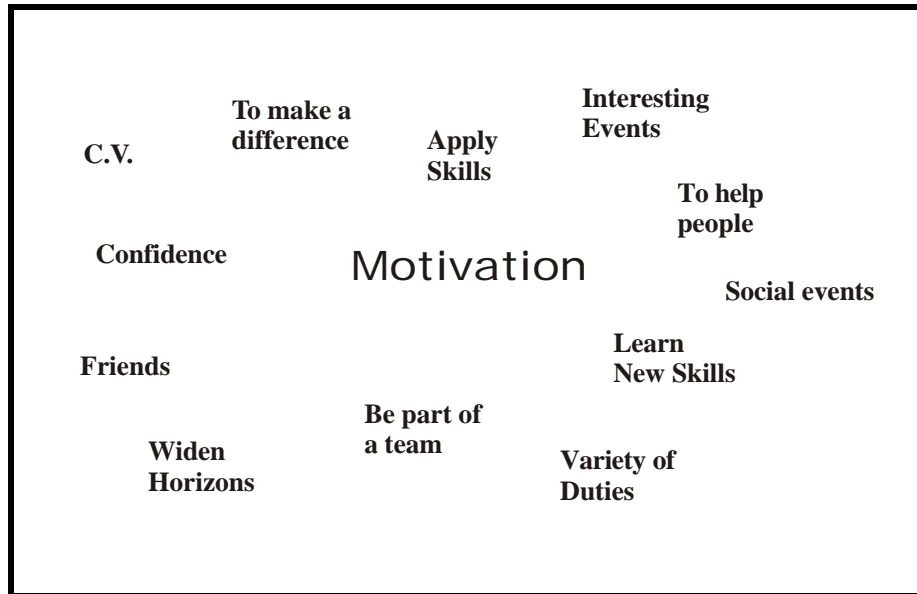 Interesting
Events
To make a
difference
Apply
Skills
C.V.
To help
people
Confidence
Motivation
Social events
Learn
New Skills
Friends
Be part of
a team
Widen
Horizons
Variety of
Duties